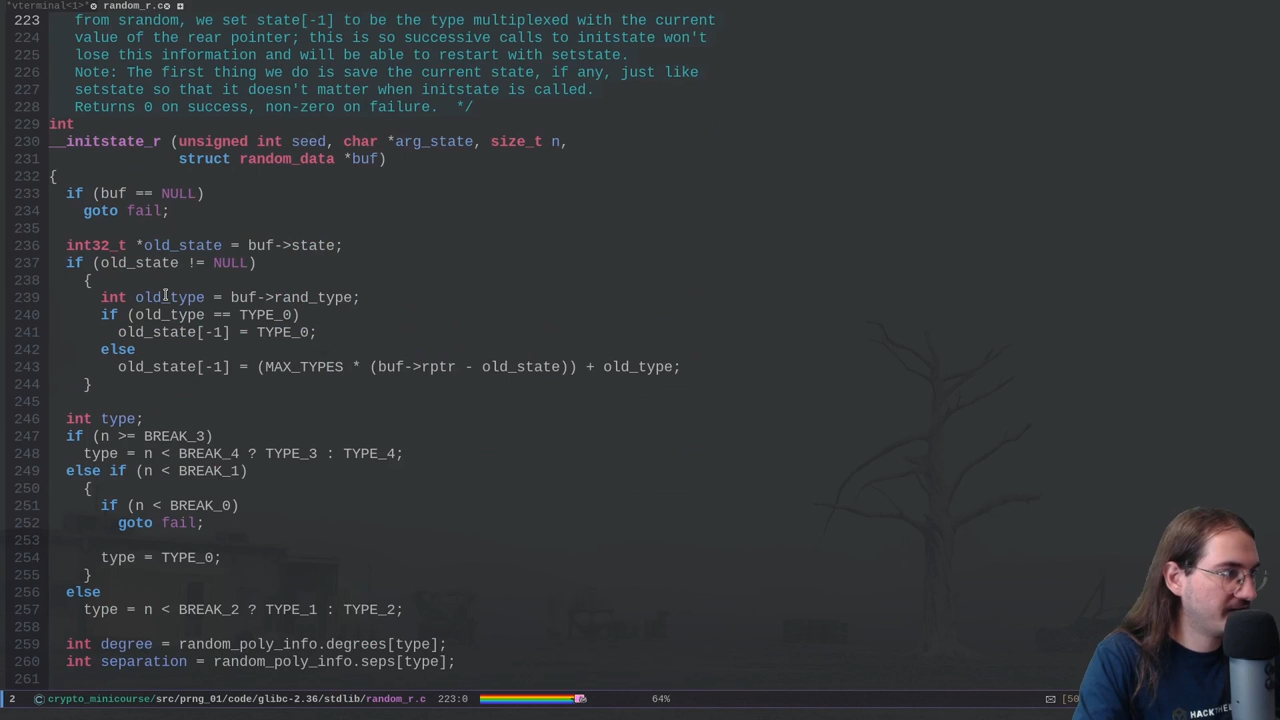 *vterminal<1>* random_r.c
223 from srandom, we set state[-1] to be the type multiplexed with the current
224 value of the rear pointer; this is so successive calls to initstate won't
225 lose this information and will be able to restart with setstate.
226 Note: The first thing we do is save the current state, if any, just like
227 setstate so that it doesn't matter when initstate is called.
228 Returns 0 on success, non-zero on failure.  */
229 int
230 __initstate_r (unsigned int seed, char *arg_state, size_t n,
231 struct random_data *buf)
232 {
233 if (buf == NULL)
234 goto fail;
235
236 int32_t *old_state = buf->state;
237 if (old_state != NULL)
238 {
239 int old_type = buf->rand_type;
240 if (old_type == TYPE_0)
241 old_state[-1] = TYPE_0;
242 else
243 old_state[-1] = (MAX_TYPES * (buf->rptr - old_state)) + old_type;
244 }
245
246 int type;
247 if (n >= BREAK_3)
248 type = n < BREAK_4 ? TYPE_3 : TYPE_4;
249 else if (n < BREAK_1)
250 {
251 if (n < BREAK_0)
252 goto fail;
253
254 type = TYPE_0;
255 }
256 else
257 type = n < BREAK_2 ? TYPE_1 : TYPE_2;
258
259 int degree = random_poly_info.degrees[type];
260 int separation = random_poly_info.seps[type];
261
2 crypto_minicourse/src/prng_01/code/glibc-2.36/stdlib/random_r.c 223:0 64% [50
HACKTHE